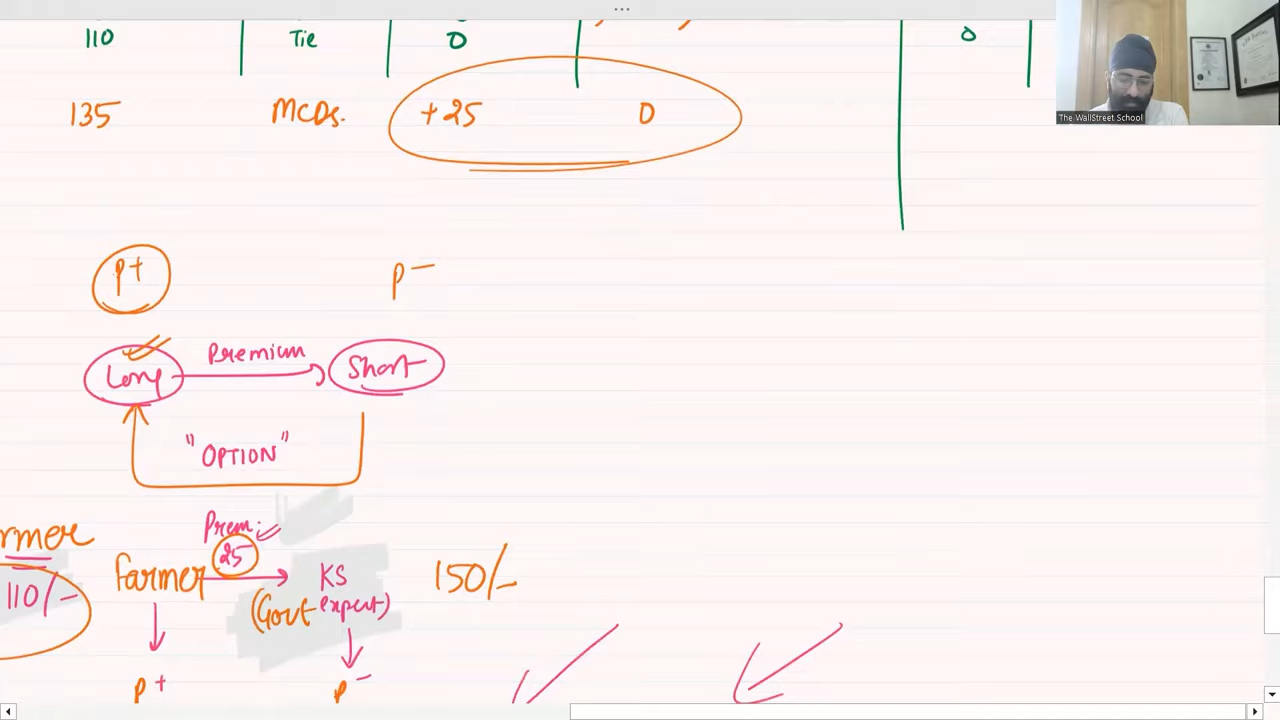 110 Tie 0 0
135 MCDs. +25 0
The WallStreet School
P+ P-
Long Premium Short
"OPTION"
Prem.
rmer 25
farmer KS 150/-
110/- (Govt expert)
P+ P-